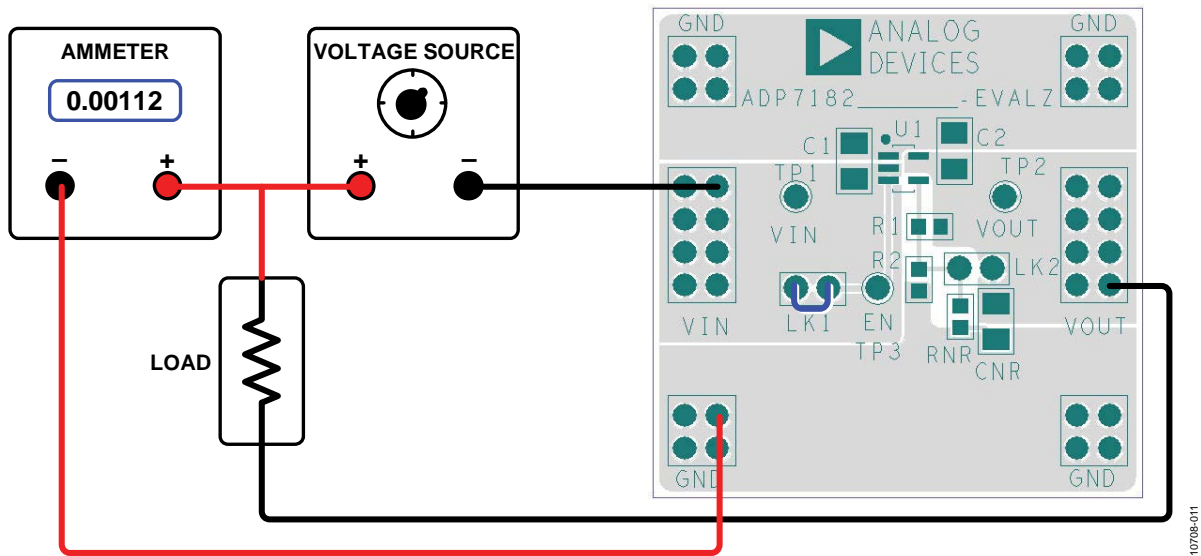 AMMETER
0.00112
–
+
VOLTAGE SOURCE
+
–
LOAD
GND
ANALOG
DEVICES
GND
ADP7182________-EVALZ
C1
U1
C2
TP1
TP2
VIN
R1
VOUT
R2
LK2
VIN
LK1
EN
TP3
RNR
CNR
VOUT
GND
GND
10708-011